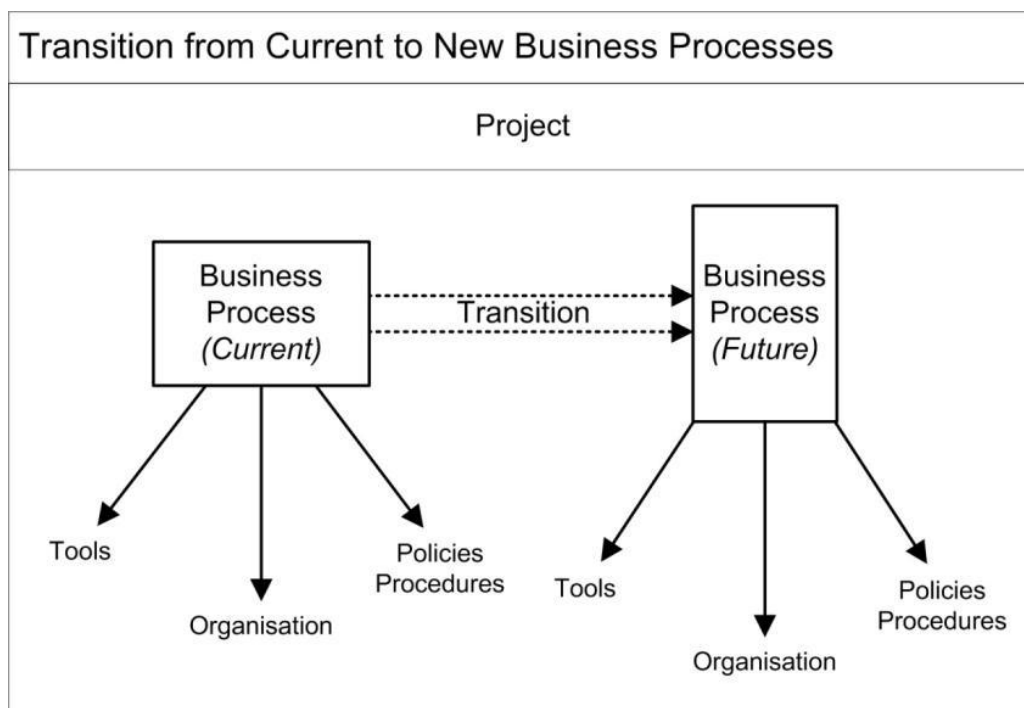 Transition from Current to New Business Processes
Project
Business
Process
(Current)
Transition
Business
Process
(Future)
Tools
Policies
Procedures
Organisation
Tools
Policies
Procedures
Organisation